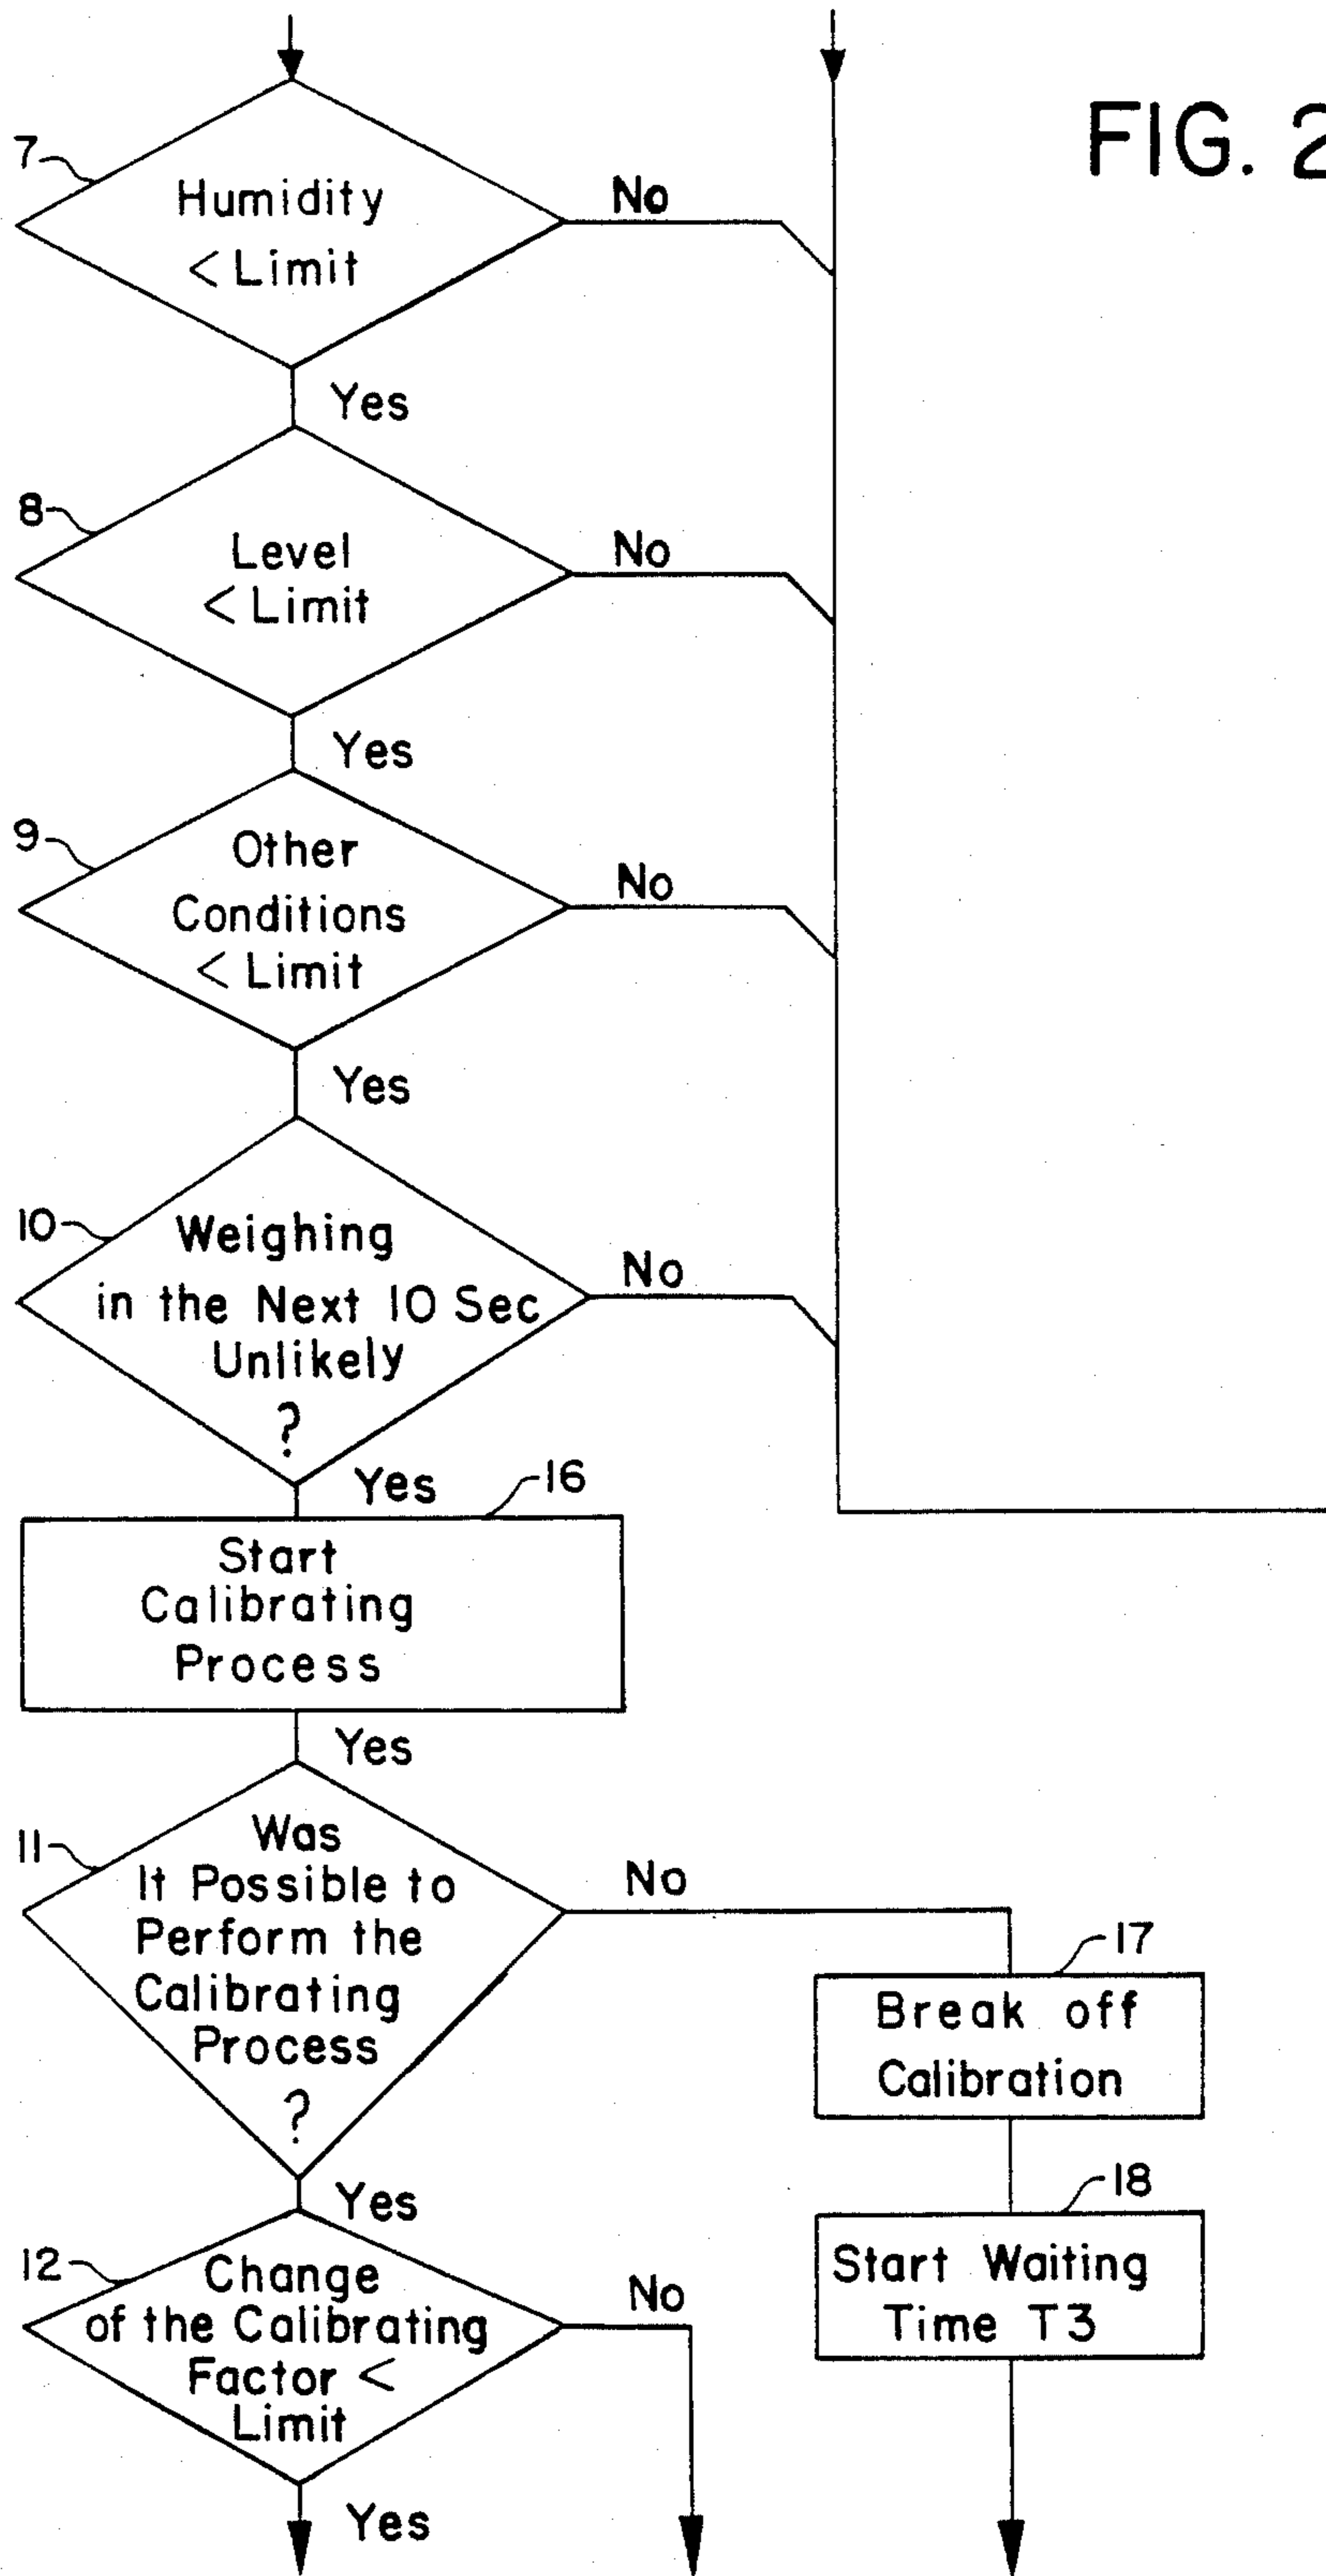 FIG. 2
7
Humidity
< Limit
No
Yes
8
Level
< Limit
No
Yes
9
Other
Conditions
< Limit
No
Yes
10
Weighing
in the Next 10 Sec
Unlikely
?
No
Yes
16
Start
Calibrating
Process
Yes
11
Was
It Possible to
Perform the
Calibrating
Process
?
No
17
Break off
Calibration
Yes
18
Start Waiting
Time T3
12
Change
of the Calibrating
Factor <
Limit
No
Yes